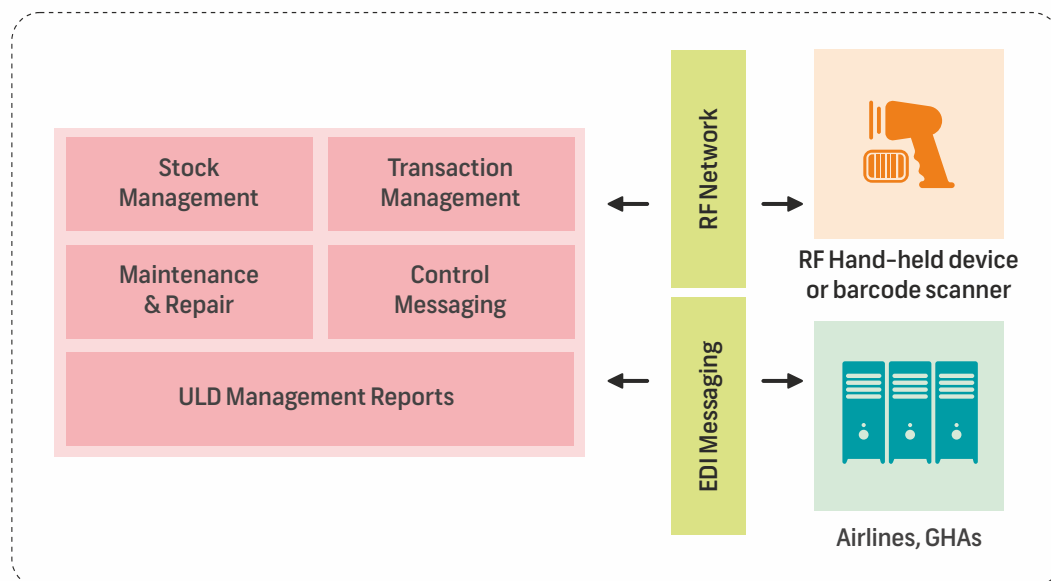 Stock
Management
Transaction
Management
Maintenance
& Repair
Control
Messaging
ULD Management Reports
RF Network
EDI Messaging
RF Hand-held device
or barcode scanner
Airlines, GHAs